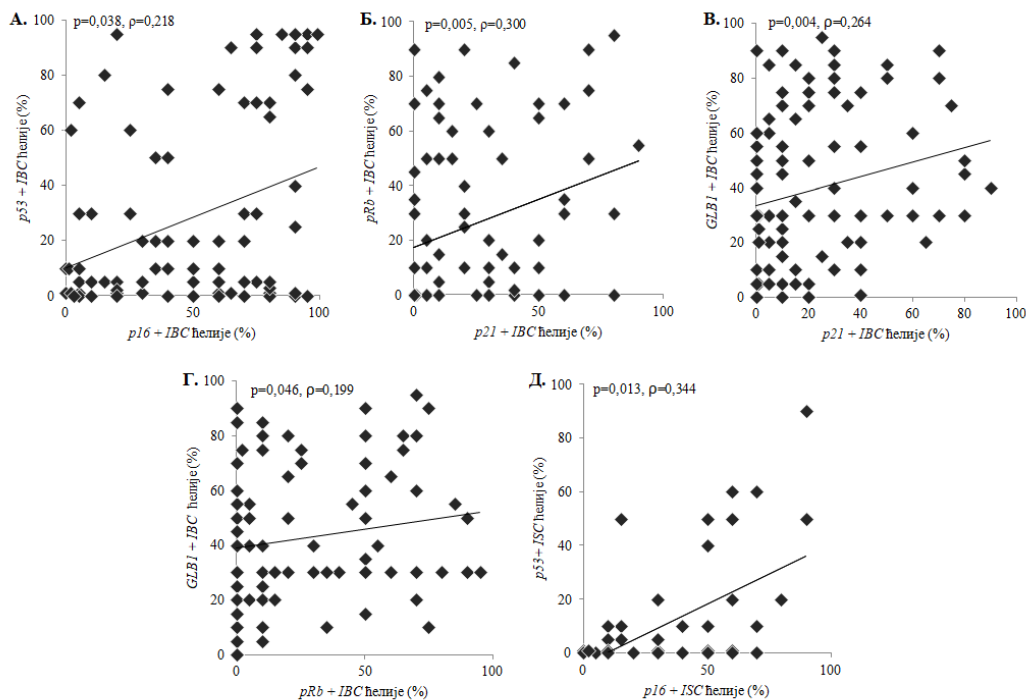 А.
p=0,038, ρ=0,218
p53 + IBC ћелије (%)
100
80
60
40
20
0
0
50
100
p16 + IBC ћелије (%)
Б.
p=0,005, ρ=0,300
pRb + IBC ћелије (%)
100
80
60
40
20
0
0
50
100
p21 + IBC ћелије (%)
В.
p=0,004, ρ=0,264
GLB1 + IBC ћелије (%)
100
80
60
40
20
0
0
20
40
60
80
100
p21 + IBC ћелије (%)
Г.
p=0,046, ρ=0,199
GLB1 + IBC ћелије (%)
100
80
60
40
20
0
0
50
100
pRb + IBC ћелије (%)
Д.
p=0,013, ρ=0,344
p53+ ISC ћелије (%)
100
80
60
40
20
0
0
50
100
p16 + ISC ћелије (%)